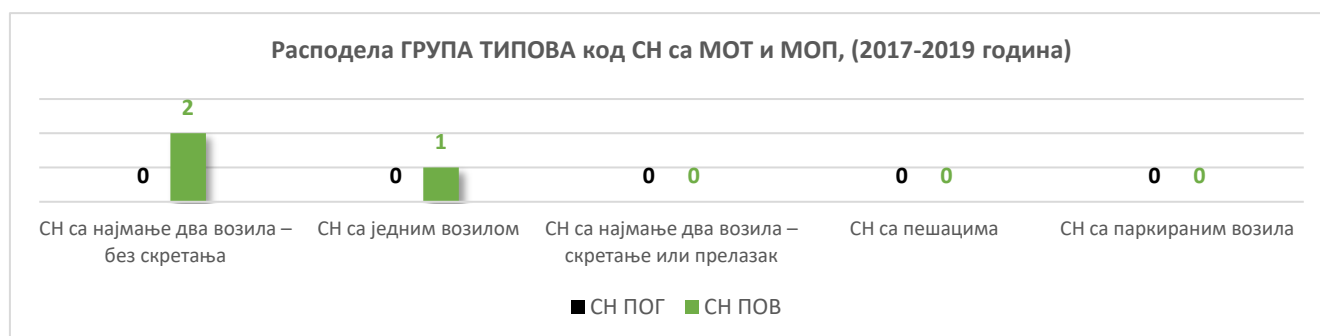 Расподела ГРУПА ТИПОВА код СН са МОТ и МОП, (2017-2019 година)
0
2
0
1
0
0
0
0
0
0
СН са најмање два возила –
без скретања
СН са једним возилом
СН са најмање два возила –
скретање или прелазак
СН са пешацима
СН са паркираним возила
СН ПОГ
СН ПОВ